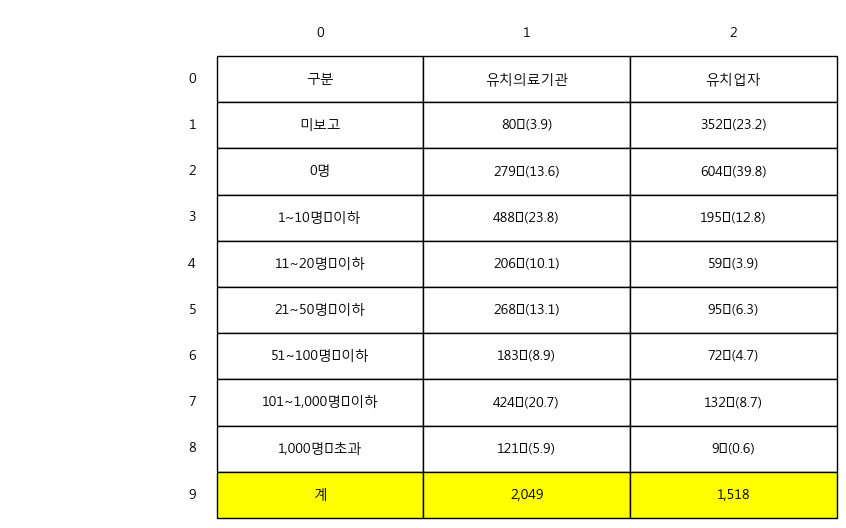 0 1 2
0 구분 유치의료기관 유치업자
1 미보고 80▯(3.9) 352▯(23.2)
2 0명 279▯(13.6) 604▯(39.8)
3 1~10명▯이하 488▯(23.8) 195▯(12.8)
4 11~20명▯이하 206▯(10.1) 59▯(3.9)
5 21~50명▯이하 268▯(13.1) 95▯(6.3)
6 51~100명▯이하 183▯(8.9) 72▯(4.7)
7 101~1,000명▯이하 424▯(20.7) 132▯(8.7)
8 1,000명▯초과 121▯(5.9) 9▯(0.6)
9 계 2,049 1,518